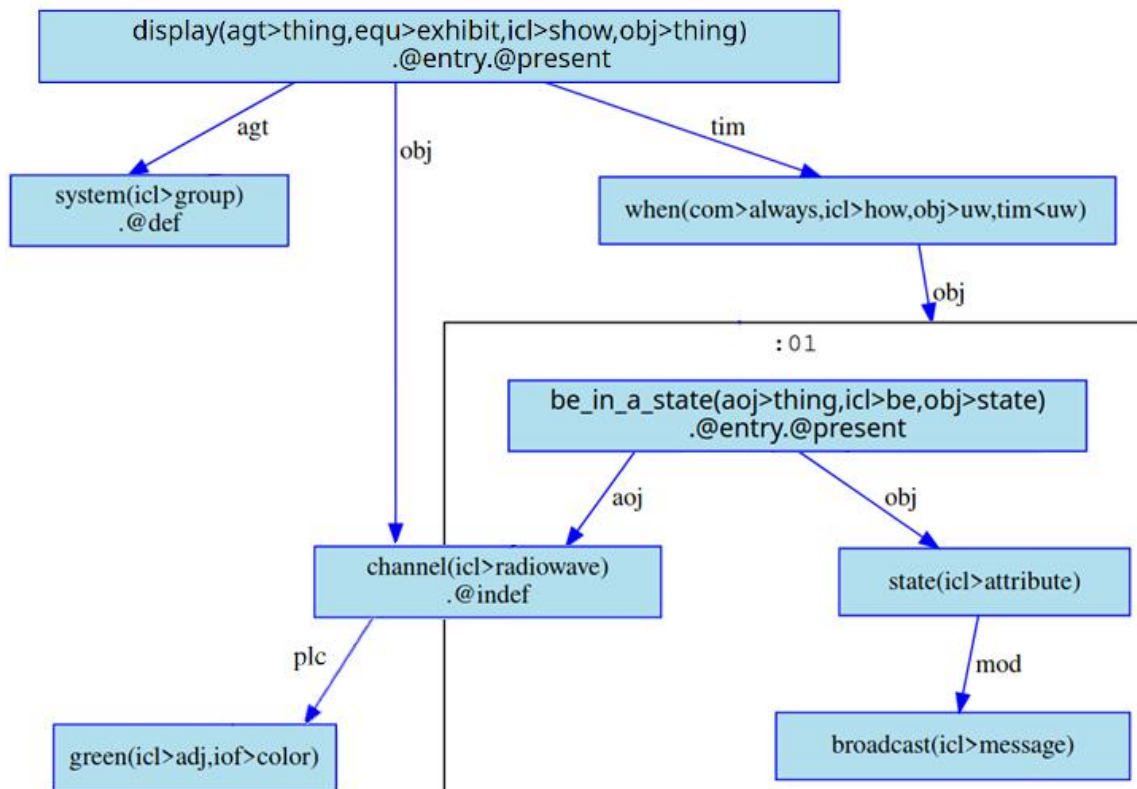 display(agt>thing,equ>exhibit,icl>show,obj>thing)
.@entry.@present
agt
obj
tim
system(icl>group)
.@def
when(com>always,icl>how,obj>uw,tim<uw)
obj
:01
be_in_a_state(aoj>thing,icl>be,obj>state)
.@entry.@present
aoj
obj
channel(icl>radiowave)
.@indef
state(icl>attribute)
plc
mod
green(icl>adj,iof>color)
broadcast(icl>message)